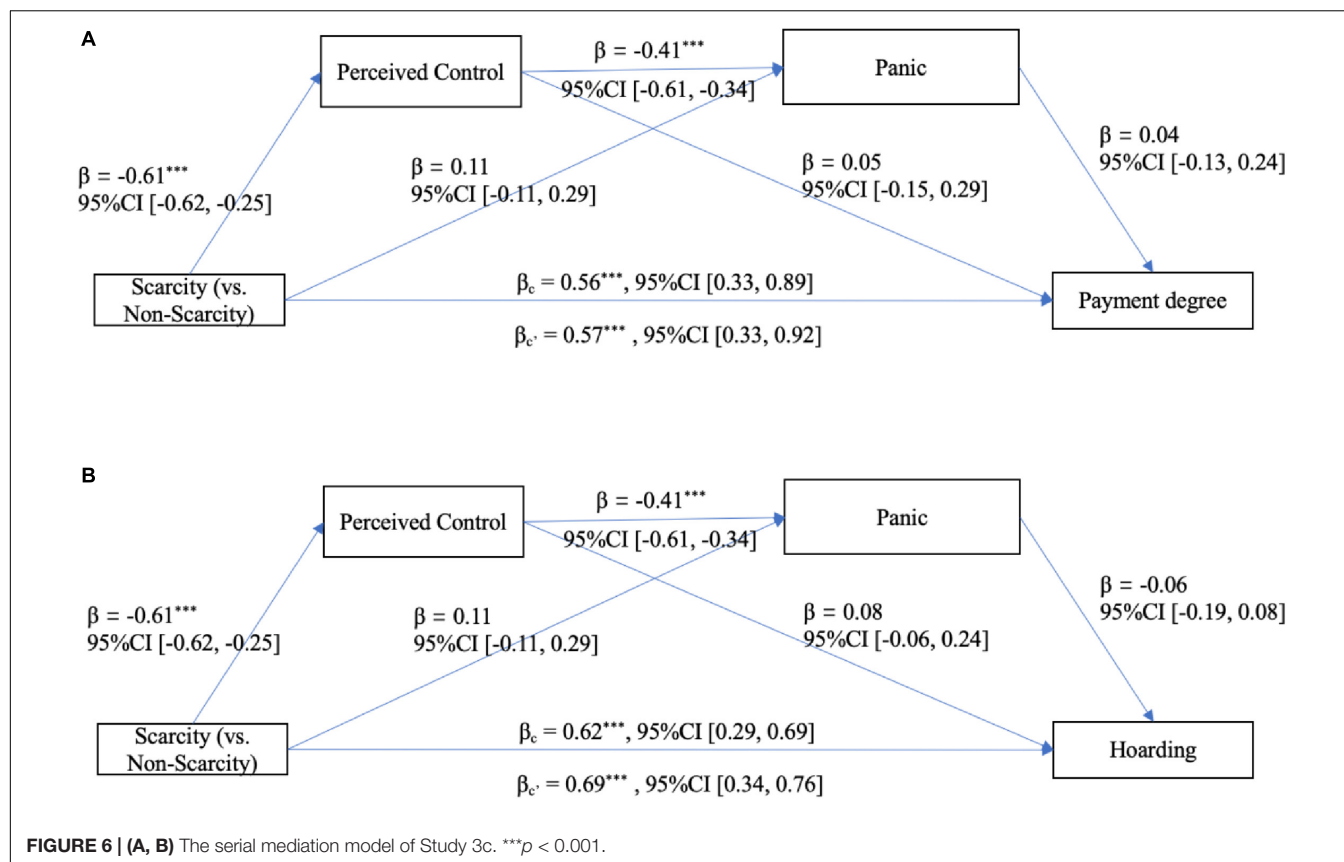 A
Perceived Control
β = -0.41***
95%CI [-0.61, -0.34]
Panic
β = -0.61***
95%CI [-0.62, -0.25]
β = 0.11
95%CI [-0.11, 0.29]
β = 0.05
95%CI [-0.15, 0.29]
β = 0.04
95%CI [-0.13, 0.24]
Scarcity (vs.
Non-Scarcity)
βc = 0.56***, 95%CI [0.33, 0.89]
βc' = 0.57*** , 95%CI [0.33, 0.92]
Payment degree
B
Perceived Control
β = -0.41***
95%CI [-0.61, -0.34]
Panic
β = -0.61***
95%CI [-0.62, -0.25]
β = 0.11
95%CI [-0.11, 0.29]
β = 0.08
95%CI [-0.06, 0.24]
β = -0.06
95%CI [-0.19, 0.08]
Scarcity (vs.
Non-Scarcity)
βc = 0.62***, 95%CI [0.29, 0.69]
βc' = 0.69*** , 95%CI [0.34, 0.76]
Hoarding
FIGURE 6 | (A, B) The serial mediation model of Study 3c. ***p < 0.001.